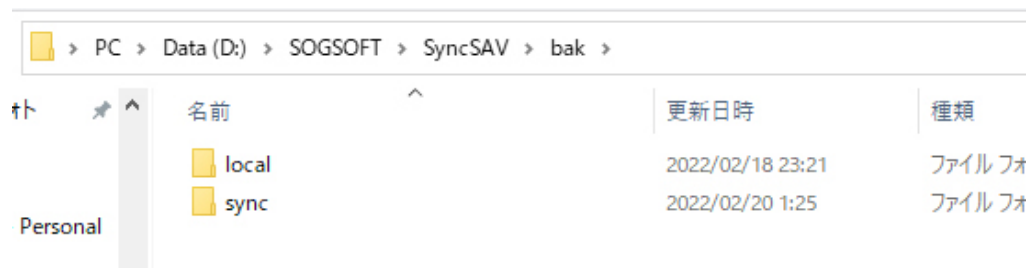 PC > Data (D:) > SOGSOFT > SyncSAV > bak >
名前 更新日時 種類
local 2022/02/18 23:21 ファイル フォ
sync 2022/02/20 1:25 ファイル フォ
Personal